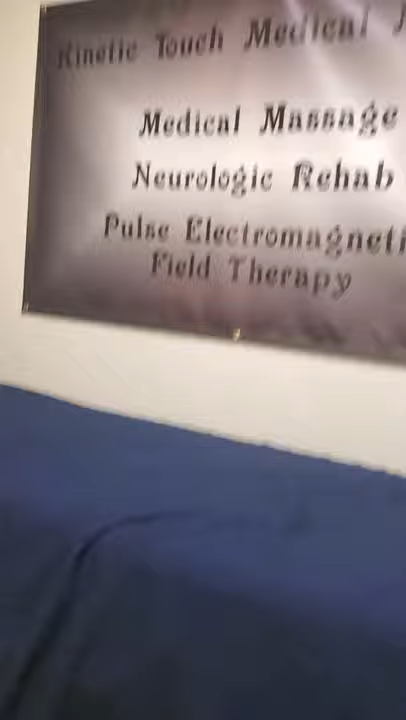 Kinetic Touch Medical
Medical Massage
Neurologic Rehab
Pulse Electromagneti
Field Therapy